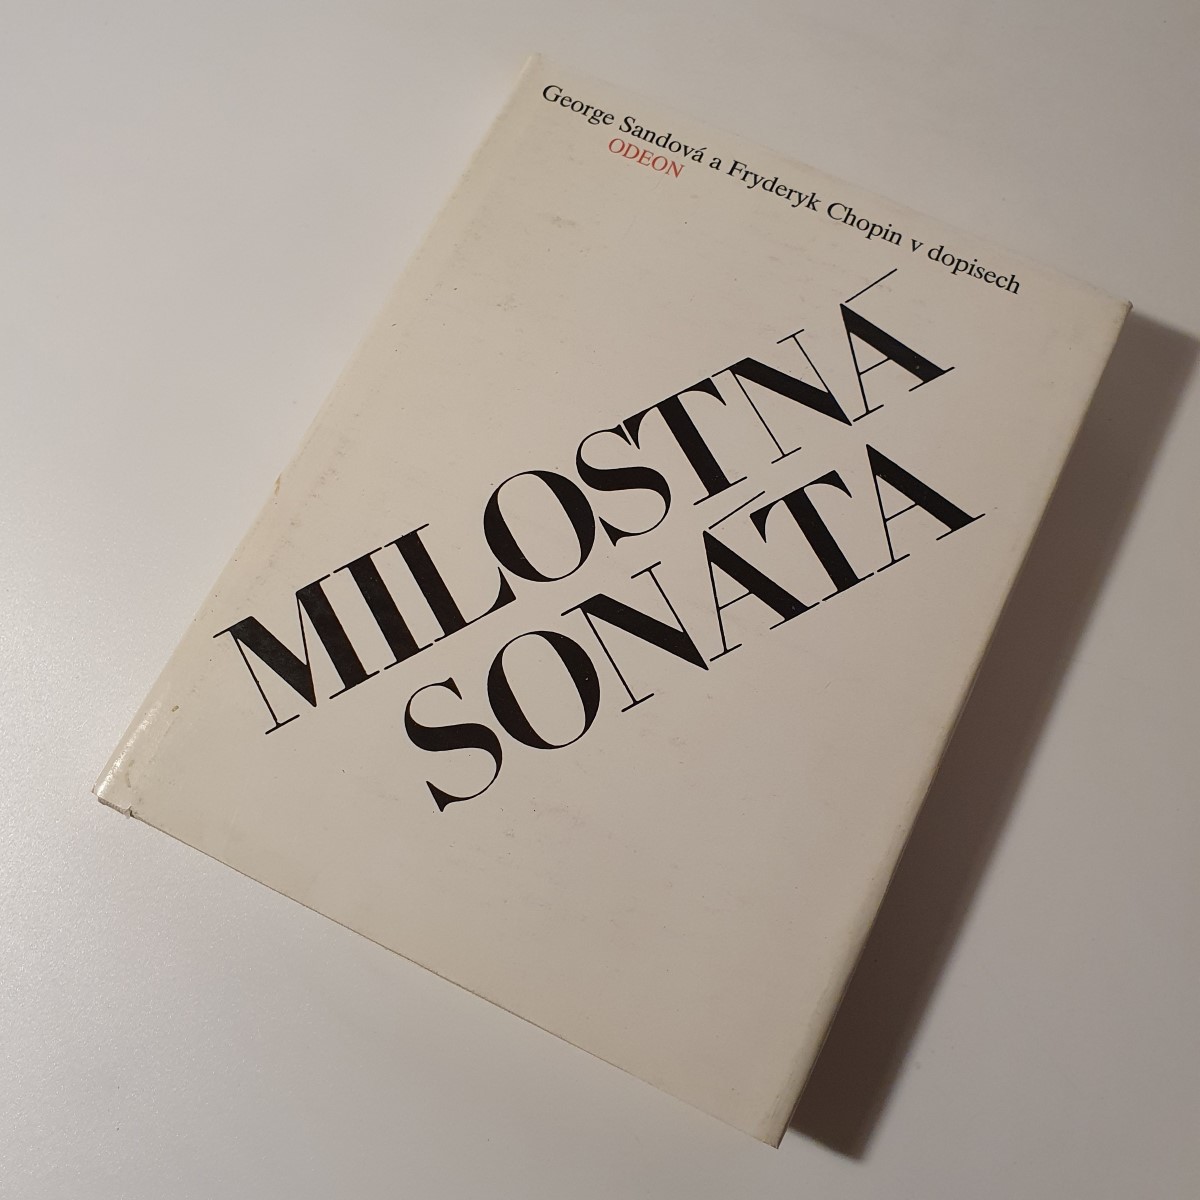 George Sandová a Fryderyk Chopin v dopisech
ODEON
MILOSTNÁ
SONÁTA